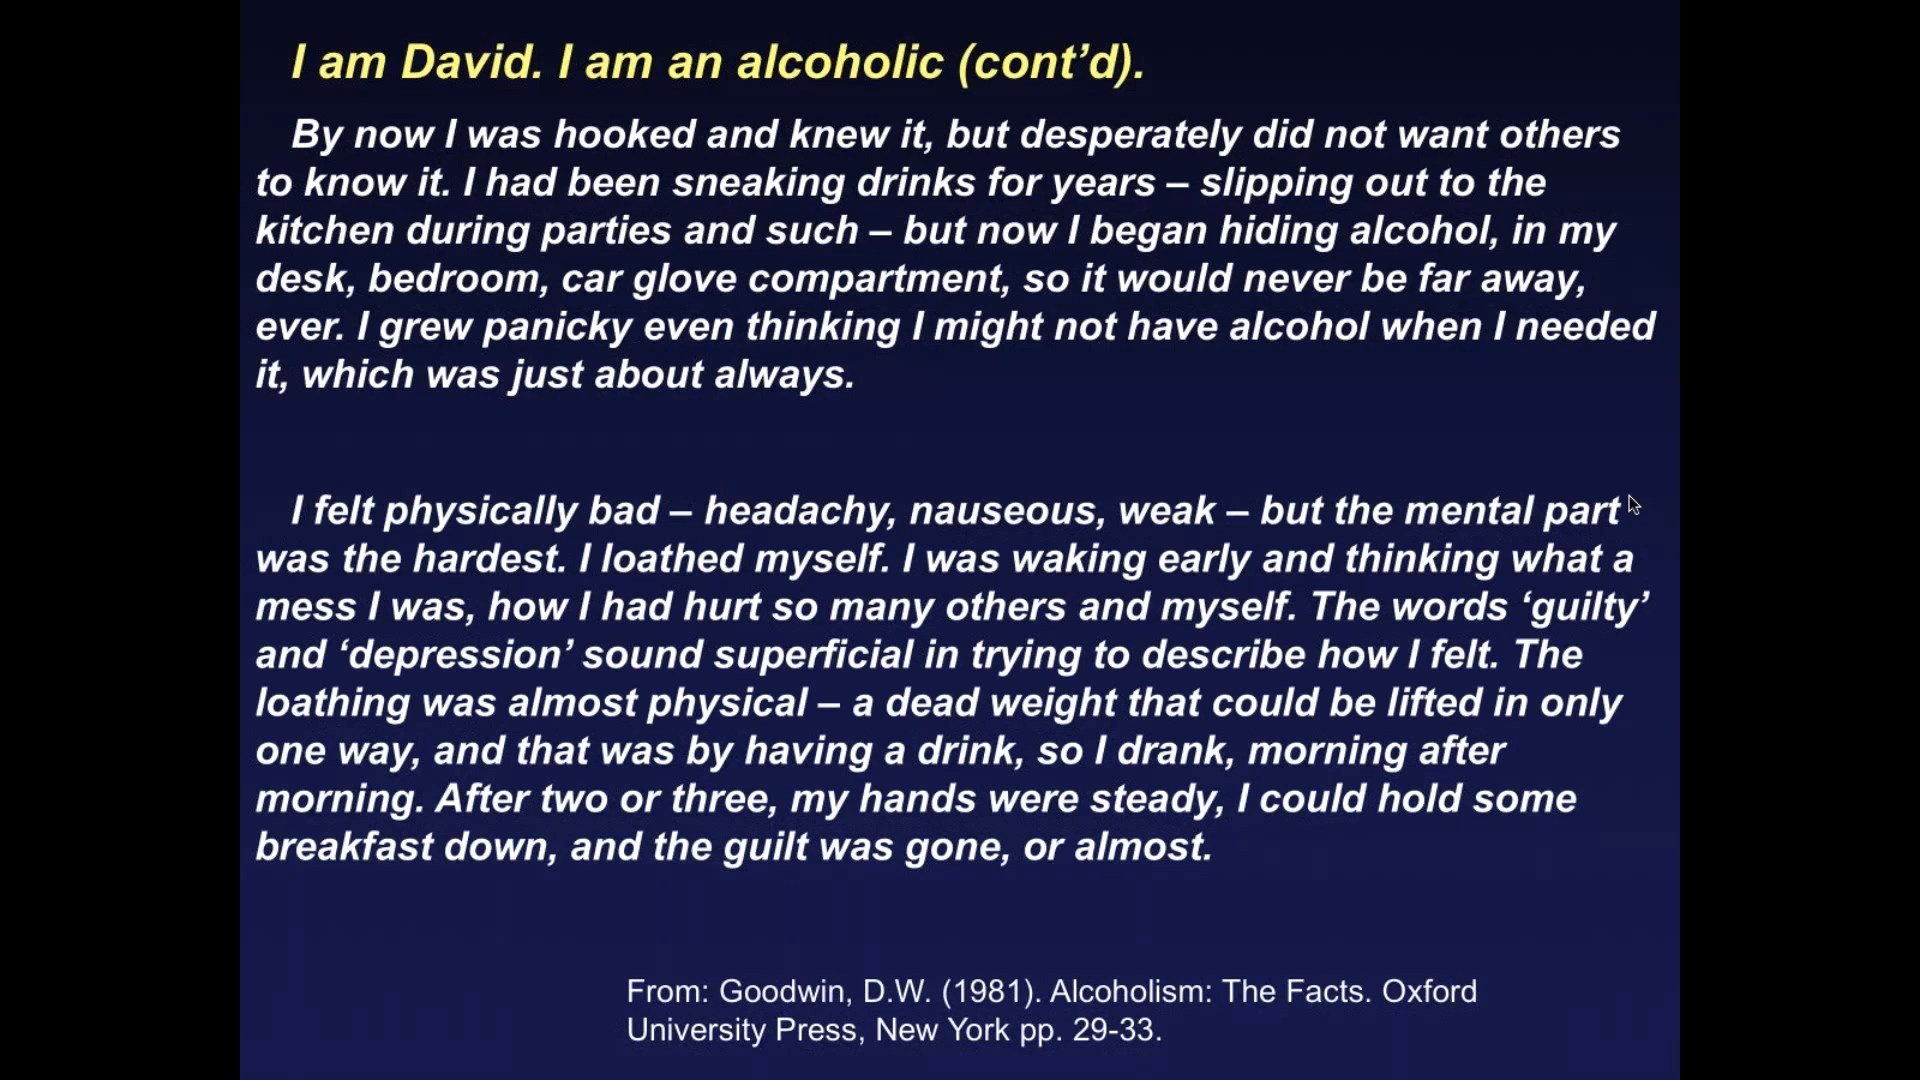 I am David. I am an alcoholic (cont’d).
By now I was hooked and knew it, but desperately did not want others
to know it. I had been sneaking drinks for years – slipping out to the
kitchen during parties and such – but now I began hiding alcohol, in my
desk, bedroom, car glove compartment, so it would never be far away,
ever. I grew panicky even thinking I might not have alcohol when I needed
it, which was just about always.
I felt physically bad – headachy, nauseous, weak – but the mental part
was the hardest. I loathed myself. I was waking early and thinking what a
mess I was, how I had hurt so many others and myself. The words ‘guilty’
and ‘depression’ sound superficial in trying to describe how I felt. The
loathing was almost physical – a dead weight that could be lifted in only
one way, and that was by having a drink, so I drank, morning after
morning. After two or three, my hands were steady, I could hold some
breakfast down, and the guilt was gone, or almost.
From: Goodwin, D.W. (1981). Alcoholism: The Facts. Oxford
University Press, New York pp. 29-33.